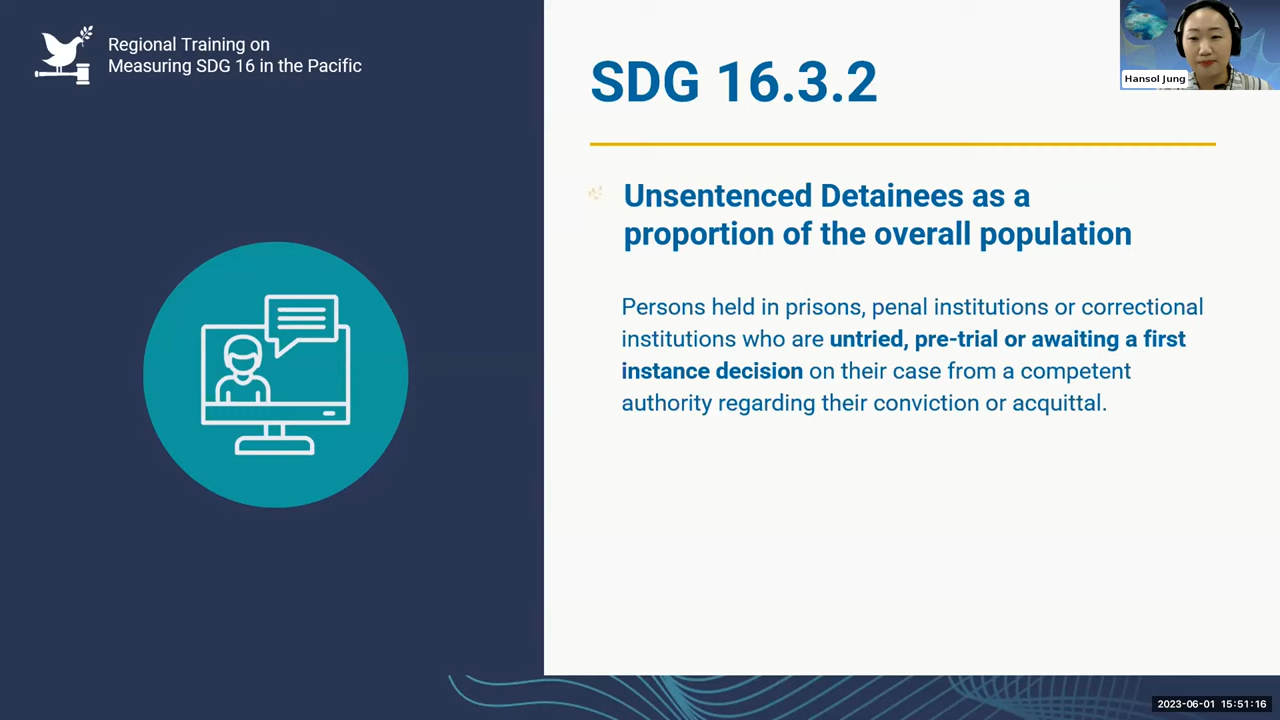 Regional Training on
Measuring SDG 16 in the Pacific
SDG 16.3.2
Hansol Jung
Unsentenced Detainees as a
proportion of the overall population
Persons held in prisons, penal institutions or correctional
institutions who are untried, pre-trial or awaiting a first
instance decision on their case from a competent
authority regarding their conviction or acquittal.
2023-06-01 15:51:16